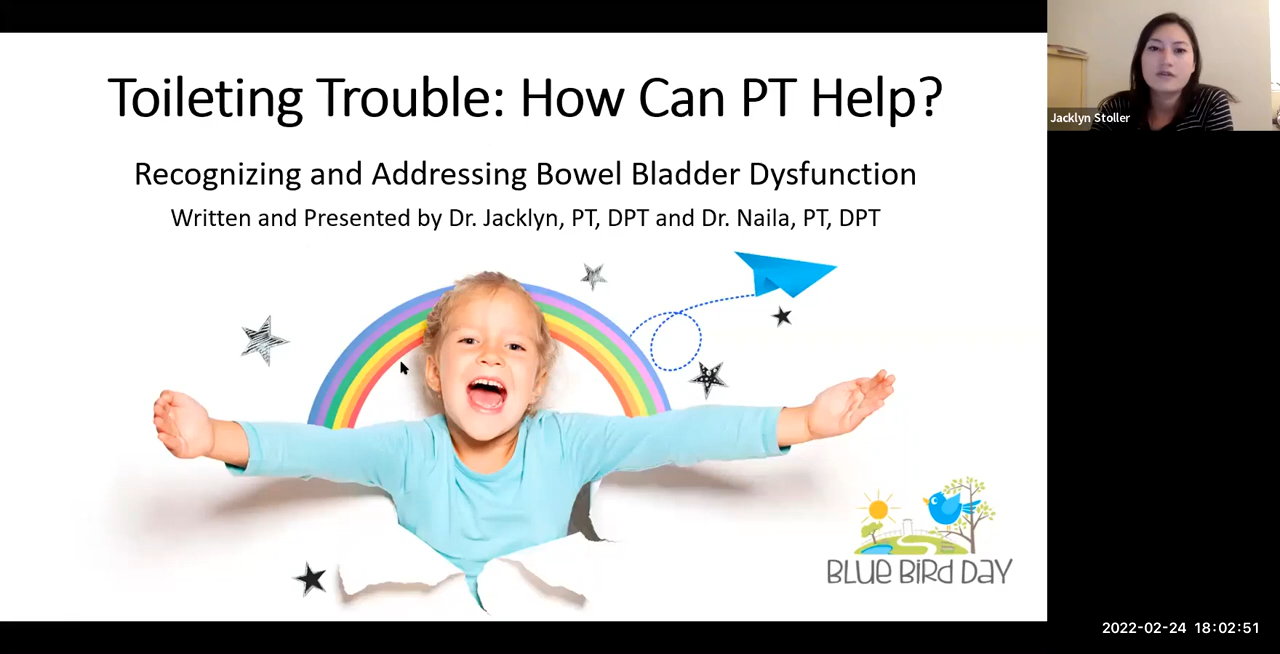 Toileting Trouble: How Can PT Help?
Recognizing and Addressing Bowel Bladder Dysfunction
Written and Presented by Dr. Jacklyn, PT, DPT and Dr. Naila, PT, DPT
Jacklyn Stoller
BLUE BIRD DAY
2022-02-24 18:02:51